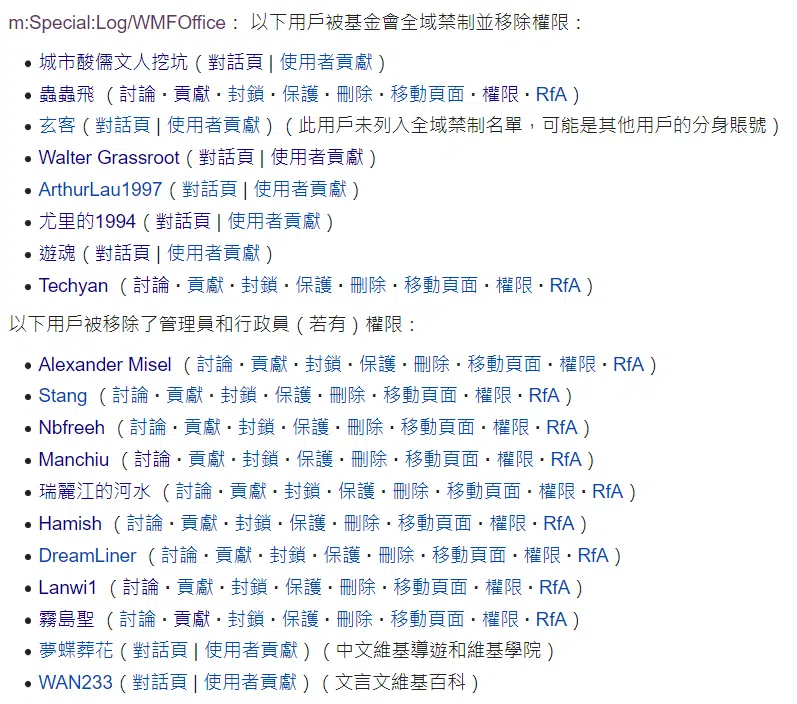 m:Special:Log/WMFOffice： 以下用戶被基金會全域禁制並移除權限：
• 城市酸儒文人挖坑（對話頁 | 使用者貢獻）
• 蟲蟲飛 （討論 · 貢獻 · 封鎖 · 保護 · 刪除 · 移動頁面 · 權限 · RfA）
• 玄客（對話頁 | 使用者貢獻）（此用戶未列入全域禁制名單，可能是其他用戶的分身賬號）
• Walter Grassroot（對話頁 | 使用者貢獻）
• ArthurLau1997（對話頁 | 使用者貢獻）
• 尤里的1994（對話頁 | 使用者貢獻）
• 遊魂（對話頁 | 使用者貢獻）
• Techyan （討論 · 貢獻 · 封鎖 · 保護 · 刪除 · 移動頁面 · 權限 · RfA）
以下用戶被移除了管理員和行政員（若有）權限：
• Alexander Misel （討論 · 貢獻 · 封鎖 · 保護 · 刪除 · 移動頁面 · 權限 · RfA）
• Stang （討論 · 貢獻 · 封鎖 · 保護 · 刪除 · 移動頁面 · 權限 · RfA）
• Nbfreeh （討論 · 貢獻 · 封鎖 · 保護 · 刪除 · 移動頁面 · 權限 · RfA）
• Manchiu （討論 · 貢獻 · 封鎖 · 保護 · 刪除 · 移動頁面 · 權限 · RfA）
• 瑞麗江的河水 （討論 · 貢獻 · 封鎖 · 保護 · 刪除 · 移動頁面 · 權限 · RfA）
• Hamish （討論 · 貢獻 · 封鎖 · 保護 · 刪除 · 移動頁面 · 權限 · RfA）
• DreamLiner （討論 · 貢獻 · 封鎖 · 保護 · 刪除 · 移動頁面 · 權限 · RfA）
• Lanwi1 （討論 · 貢獻 · 封鎖 · 保護 · 刪除 · 移動頁面 · 權限 · RfA）
• 霧島聖 （討論 · 貢獻 · 封鎖 · 保護 · 刪除 · 移動頁面 · 權限 · RfA）
• 夢蝶葬花（對話頁 | 使用者貢獻）（中文維基導遊和維基學院）
• WAN233（對話頁 | 使用者貢獻）（文言文維基百科）